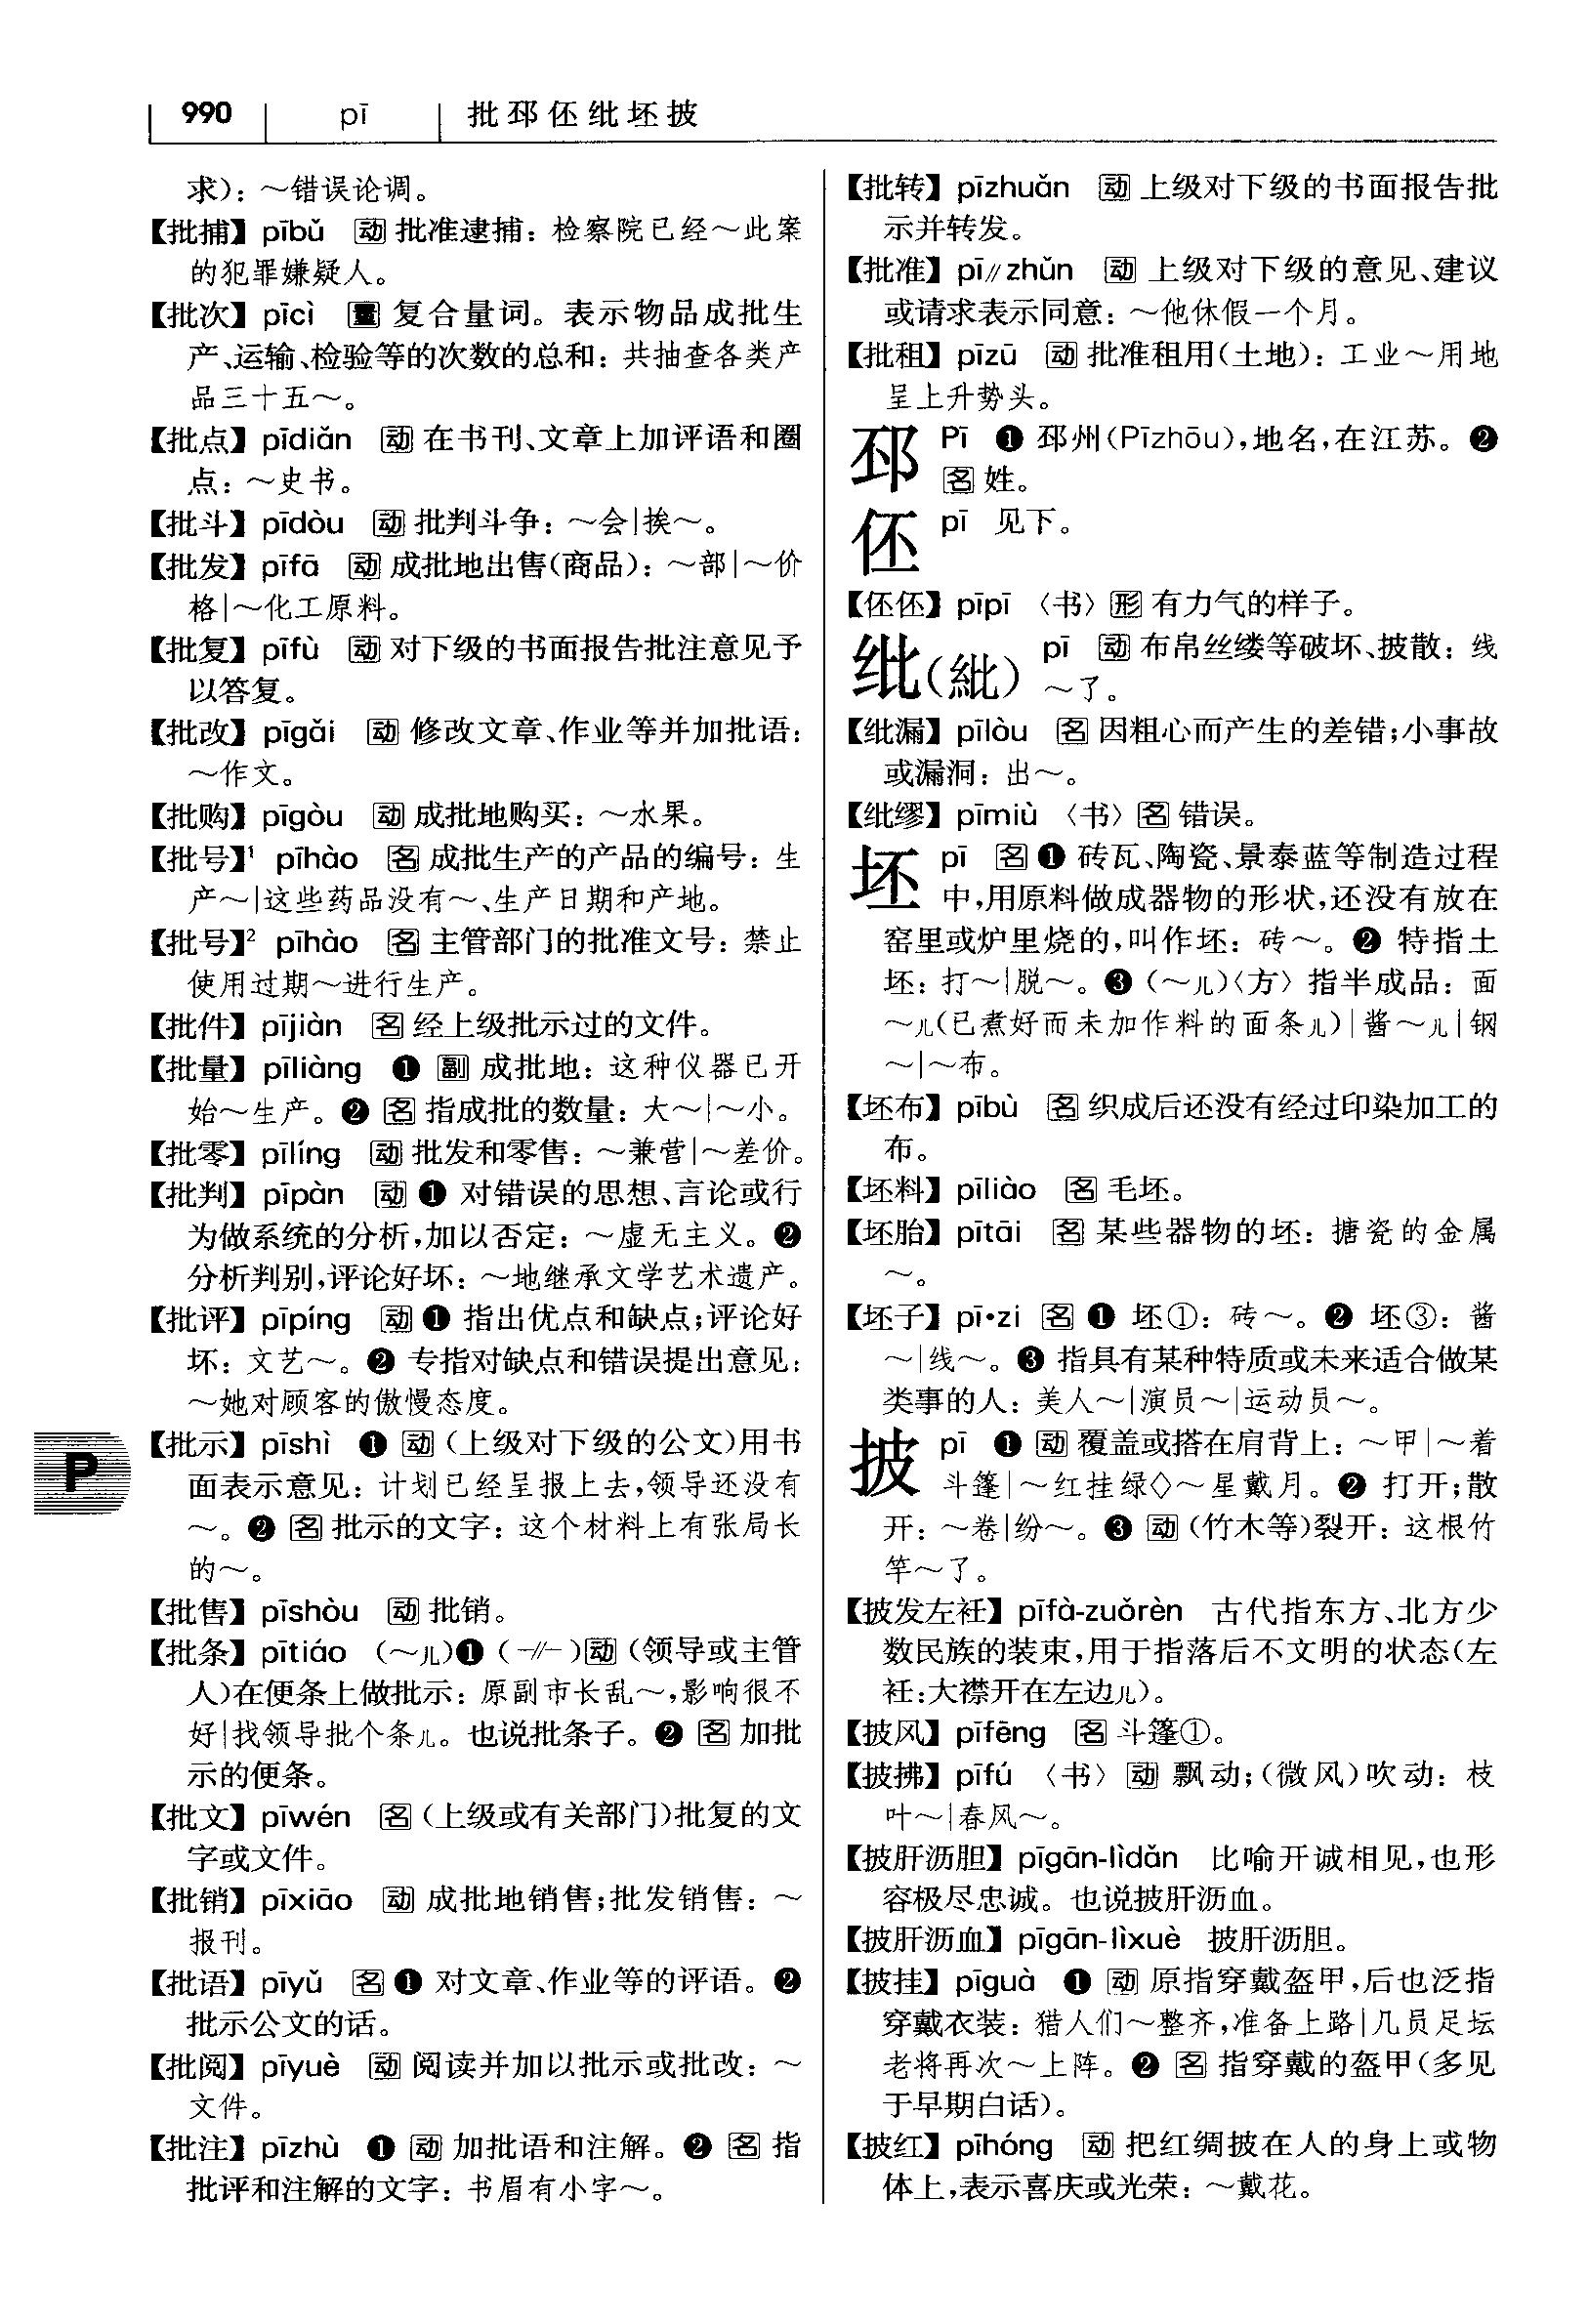 990 pī 批邳伾纰坯披
求）：～错误论调。
【批捕】 pībǔ 动 批准逮捕：检察院已经～此案
的犯罪嫌疑人。
【批次】 pīcì 量 复合量词。表示物品成批生
产、运输、检验等的次数的总和：共抽查各类产
品三十五～。
【批点】 pīdiǎn 动 在书刊、文章上加评语和圈
点：～史书。
【批斗】 pīdòu 动 批判斗争：～会|挨～。
【批发】 pīfā 动 成批地出售（商品）：～部|～价
格|～化工原料。
【批复】 pīfù 动 对下级的书面报告批注意见予
以答复。
【批改】 pīgǎi 动 修改文章、作业等并加批语：
～作文。
【批购】 pīgòu 动 成批地购买：～水果。
【批号】¹ pīhào 名 成批生产的产品的编号：生
产～|这些药品没有～、生产日期和产地。
【批号】² pīhào 名 主管部门的批准文号：禁止
使用过期～进行生产。
【批件】 pījiàn 名 经上级批示过的文件。
【批量】 pīliàng ❶ 副 成批地：这种仪器已开
始～生产。❷ 名 指成批的数量：大～|～小。
【批零】 pīlíng 动 批发和零售：～兼营|～差价。
【批判】 pīpàn 动 ❶ 对错误的思想、言论或行
为做系统的分析，加以否定：～虚无主义。❷
分析判别，评论好坏：～地继承文学艺术遗产。
【批评】 pīpíng 动 ❶ 指出优点和缺点；评论好
坏：文艺～。❷ 专指对缺点和错误提出意见：
～她对顾客的傲慢态度。
P
【批示】 pīshì ❶ 动 （上级对下级的公文）用书
面表示意见：计划已经呈报上去，领导还没有
～。❷ 名 批示的文字：这个材料上有张局长
的～。
【批售】 pīshòu 动 批销。
【批条】 pītiáo （～儿）❶（-//-）动（领导或主管
人）在便条上做批示：原副市长乱～，影响很不
好|找领导批个条儿。也说批条子。❷ 名 加批
示的便条。
【批文】 pīwén 名 （上级或有关部门）批复的文
字或文件。
【批销】 pīxiāo 动 成批地销售；批发销售：～
报刊。
【批语】 pīyǔ 名 ❶ 对文章、作业等的评语。❷
批示公文的话。
【批阅】 pīyuè 动 阅读并加以批示或批改：～
文件。
【批注】 pīzhù ❶ 动 加批语和注解。❷ 名 指
批评和注解的文字：书眉有小字～。
【批转】 pīzhuǎn 动 上级对下级的书面报告批
示并转发。
【批准】 pī//zhǔn 动 上级对下级的意见、建议
或请求表示同意：～他休假一个月。
【批租】 pīzū 动 批准租用（土地）：工业～用地
呈上升势头。
邳 Pī ❶ 邳州（Pīzhōu），地名，在江苏。❷
名 姓。
伾 pī 见下。
【伾伾】 pīpī 〈书〉 形 有力气的样子。
纰（紕） pī 动 布帛丝缕等破坏、披散：线
～了。
【纰漏】 pīlòu 名 因粗心而产生的差错；小事故
或漏洞：出～。
【纰缪】 pīmiù 〈书〉 名 错误。
坯 pī 名 ❶ 砖瓦、陶瓷、景泰蓝等制造过程
中，用原料做成器物的形状，还没有放在
窑里或炉里烧的，叫作坯：砖～。❷ 特指土
坯：打～|脱～。❸（～儿）〈方〉 指半成品：面
～儿（已煮好而未加作料的面条儿）|酱～儿|钢
～|～布。
【坯布】 pībù 名 织成后还没有经过印染加工的
布。
【坯料】 pīliào 名 毛坯。
【坯胎】 pītāi 名 某些器物的坯：搪瓷的金属
～。
【坯子】 pī•zi 名 ❶ 坯①：砖～。❷ 坯③：酱
～|线～。❸ 指具有某种特质或未来适合做某
类事的人：美人～|演员～|运动员～。
披 pī ❶ 动 覆盖或搭在肩背上：～甲|～着
斗篷|～红挂绿◇～星戴月。❷ 打开；散
开：～卷|纷～。❸ 动（竹木等）裂开：这根竹
竿～了。
【披发左衽】 pīfà-zuǒrèn 古代指东方、北方少
数民族的装束，用于指落后不文明的状态（左
衽：大襟开在左边儿）。
【披风】 pīfēng 名 斗篷①。
【披拂】 pīfú 〈书〉 动 飘动；（微风）吹动：枝
叶～|春风～。
【披肝沥胆】 pīgān-lìdǎn 比喻开诚相见，也形
容极尽忠诚。也说披肝沥血。
【披肝沥血】 pīgān-lìxuè 披肝沥胆。
【披挂】 pīguà ❶ 动 原指穿戴盔甲，后也泛指
穿戴衣装：猎人们～整齐，准备上路|几员足坛
老将再次～上阵。❷ 名 指穿戴的盔甲（多见
于早期白话）。
【披红】 pīhóng 动 把红绸披在人的身上或物
体上，表示喜庆或光荣：～戴花。